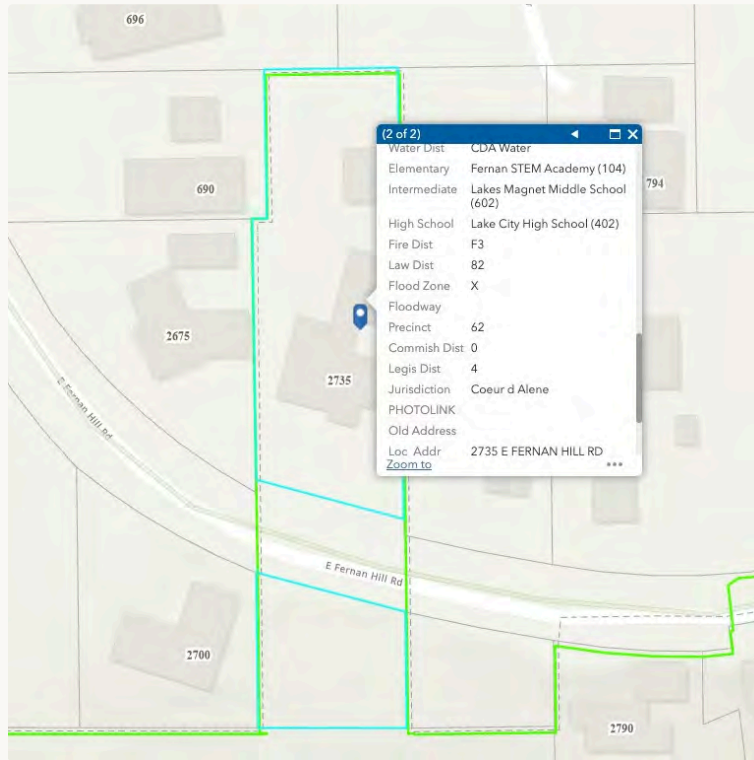 696
690
2675
2735
E Fernan Hill Rd
E Fernan Hill Rd
2700
2790
794
(2 of 2)
Water Dist CDA Water
Elementary Fernan STEM Academy (104)
Intermediate Lakes Magnet Middle School
(602)
High School Lake City High School (402)
Fire Dist F3
Law Dist 82
Flood Zone X
Floodway
Precinct 62
Commish Dist 0
Legis Dist 4
Jurisdiction Coeur d Alene
PHOTOLINK
Old Address
Loc Addr 2735 E FERNAN HILL RD
Zoom to